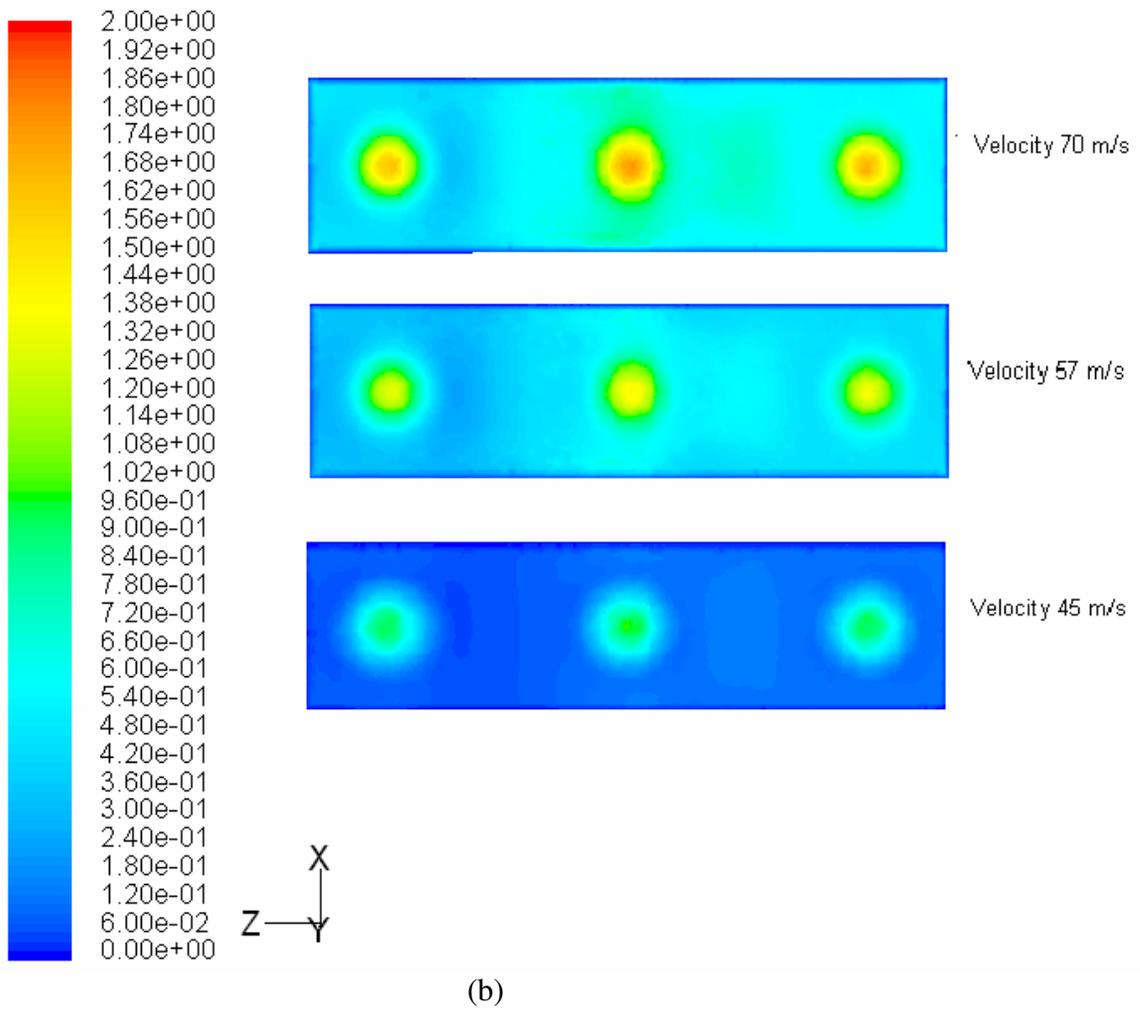 2.00e+00
1.92e+00
1.86e+00
1.80e+00
1.74e+00
1.68e+00
1.62e+00
1.56e+00
1.50e+00
1.44e+00
1.38e+00
1.32e+00
1.26e+00
1.20e+00
1.14e+00
1.08e+00
1.02e+00
9.60e-01
9.00e-01
8.40e-01
7.80e-01
7.20e-01
6.60e-01
6.00e-01
5.40e-01
4.80e-01
4.20e-01
3.60e-01
3.00e-01
2.40e-01
1.80e-01
1.20e-01
6.00e-02
0.00e+00
Velocity 70 m/s
Velocity 57 m/s
Velocity 45 m/s
X
Z
Y
(b)